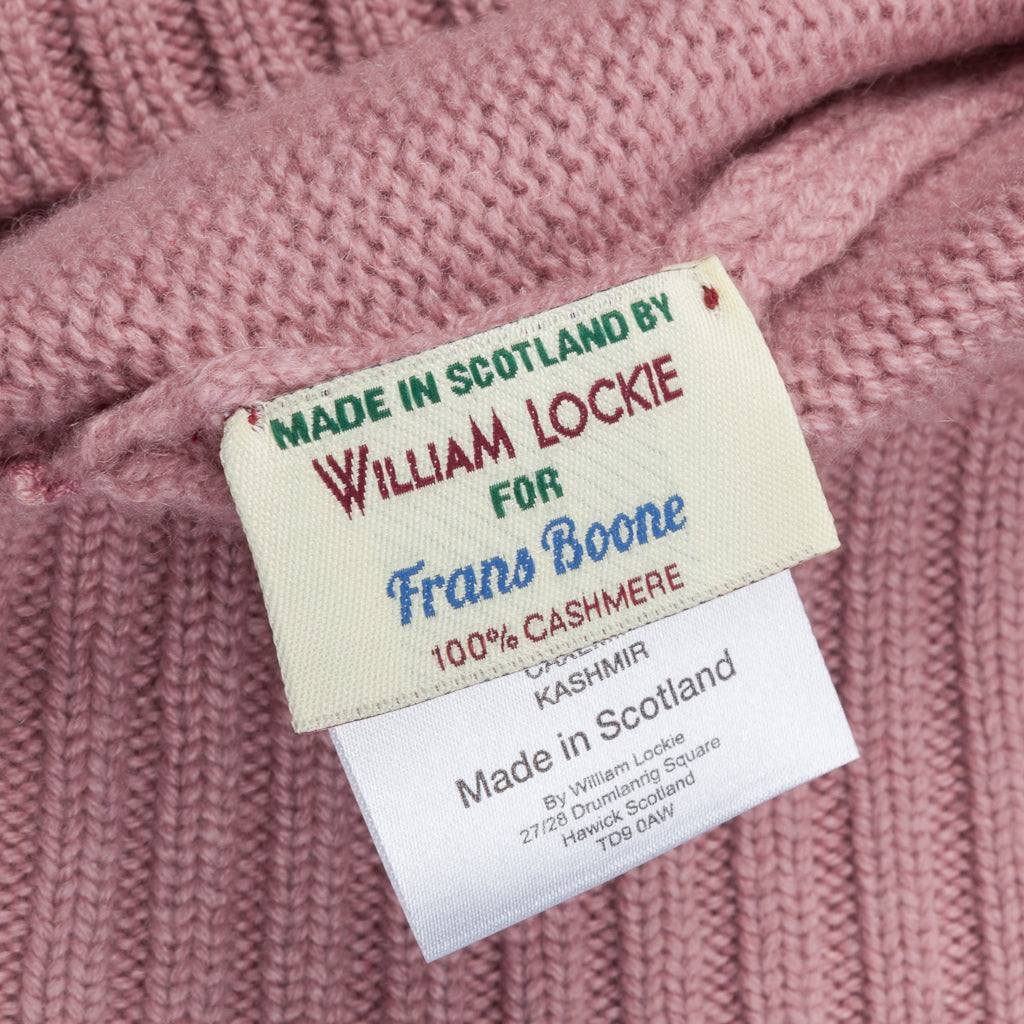 MADE IN SCOTLAND BY
WILLIAM LOCKIE
FOR
Frans Boone
100% CASHMERE
KASHMIR
Made in Scotland
By William Lockie
27/28 Drumlanrig Square
Hawick Scotland
TD9 0AW